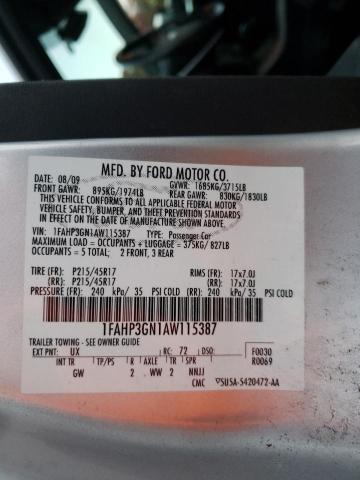 MFD. BY FORD MOTOR CO.
DATE: 08/09 GVWR: 1685KG/3715LB
FRONT GAWR: 895KG/1974LB REAR GAWR: 830KG/1830LB
THIS VEHICLE CONFORMS TO ALL APPLICABLE FEDERAL MOTOR
VEHICLE SAFETY, BUMPER, AND THEFT PREVENTION STANDARDS
IN EFFECT ON THE DATE OF MANUFACTURE SHOWN ABOVE.
VIN: 1FAHP3GN1AW115387 TYPE: Passenger Car
MAXIMUM LOAD = OCCUPANTS + LUGGAGE = 375KG/ 827LB
OCCUPANTS = 5 TOTAL: 2 FRONT, 3 REAR
TIRE (FR): P215/45R17 RIMS (FR): 17x7.0J
(RR): P215/45R17 (RR): 17x7.0J
PRESSURE (FR): 240 kPa/ 35 PSI COLD (RR): 240 kPa/ 35 PSI COLD
1FAHP3GN1AW115387
TRAILER TOWING - SEE OWNER GUIDE
EXT PNT: UX RC: 72 DSO: F0030
INT TR TP/PS R AXLE TR SPR R0069
GW 2 2 NNJJ
CMC 5U5A-5420472-AA